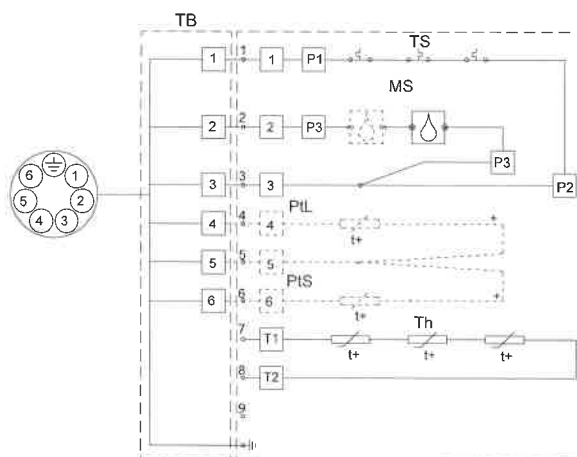 TB
TS
1 1 1 P1
MS
2 2 2 P3
P3
3 3 3 P2
6 1
5 2
4 3
PtL
4 4 4 t+ +
5 5 5
PtS
6 6 6 t+ +
Th
7 T1 t+ t+ t+
8 T2
9